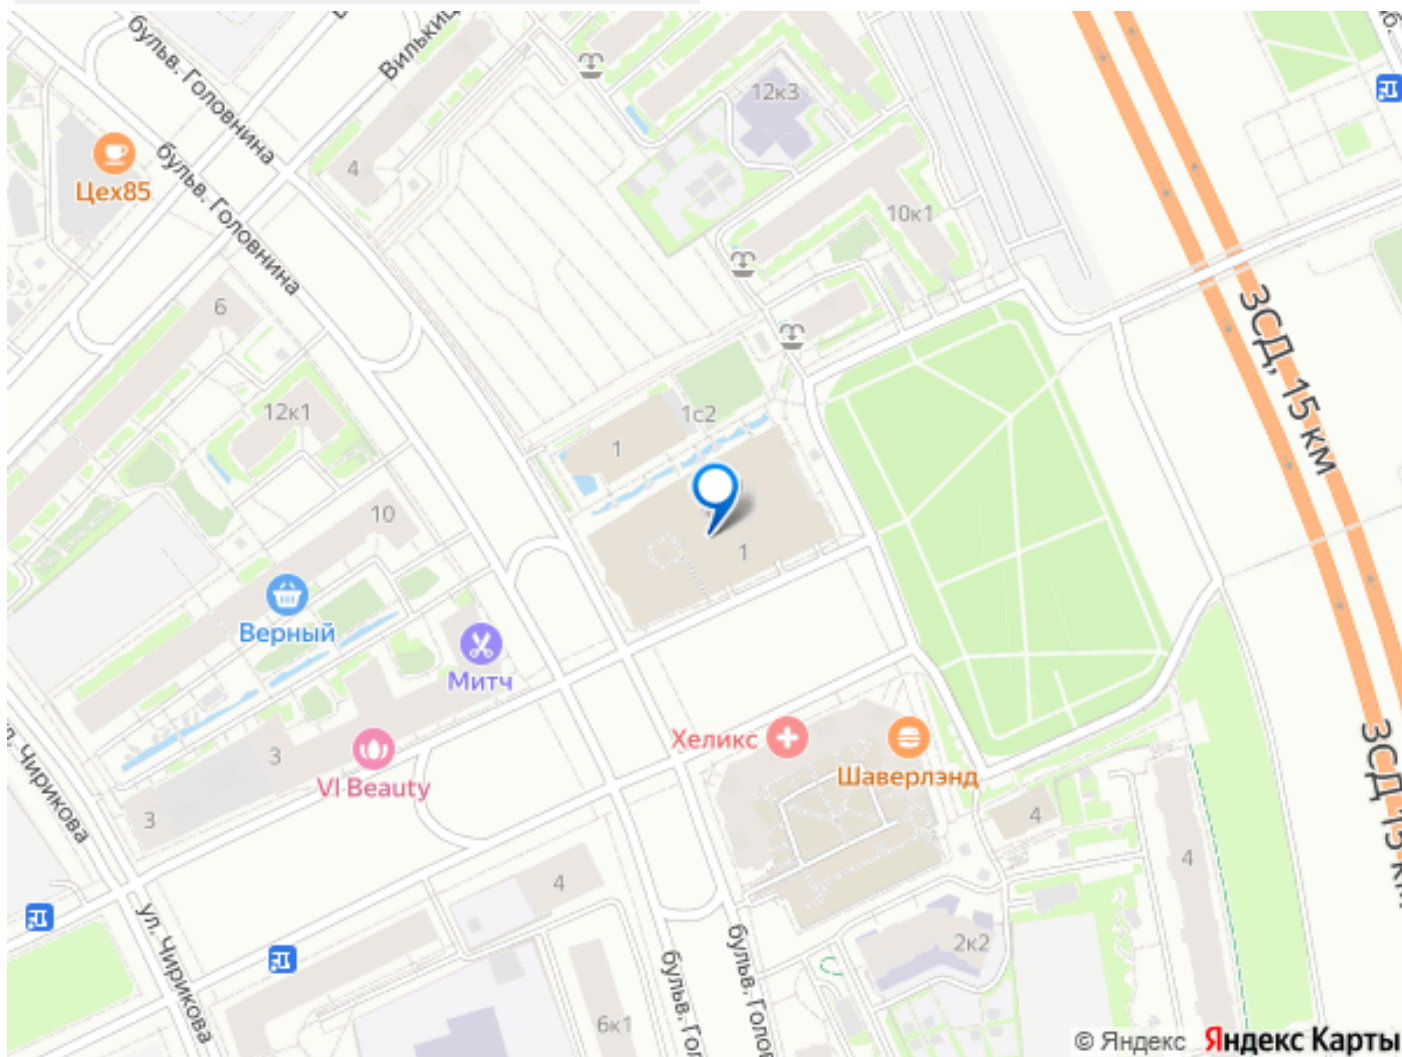 бульв. Головнина
Вилькиц
12к3
4
Цех85
бульв. Головнина
10к1
6
ЗСД, 15 км
12к1
1с2
1
10
1
Верный
Митч
Хеликс
ЗСД 15 км
3
VI Beauty
Шаверлэнд
ул. Чирикова
3
4
4
4
ул. Чирикова
2к2
бульв. Голов
бульв. Гол
6к1
© Яндекс Яндекс Карты